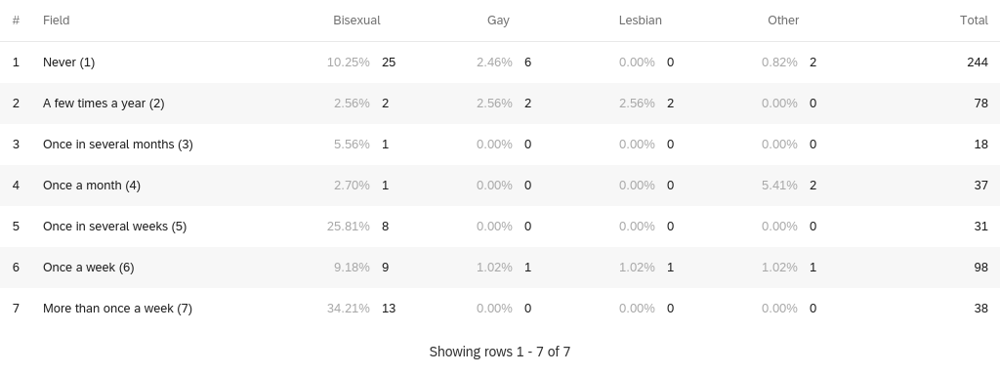 # Field Bisexual Gay Lesbian Other Total
1 Never (1) 10.25% 25 2.46% 6 0.00% 0 0.82% 2 244
2 A few times a year (2) 2.56% 2 2.56% 2 2.56% 2 0.00% 0 78
3 Once in several months (3) 5.56% 1 0.00% 0 0.00% 0 0.00% 0 18
4 Once a month (4) 2.70% 1 0.00% 0 0.00% 0 5.41% 2 37
5 Once in several weeks (5) 25.81% 8 0.00% 0 0.00% 0 0.00% 0 31
6 Once a week (6) 9.18% 9 1.02% 1 1.02% 1 1.02% 1 98
7 More than once a week (7) 34.21% 13 0.00% 0 0.00% 0 0.00% 0 38
Showing rows 1 - 7 of 7